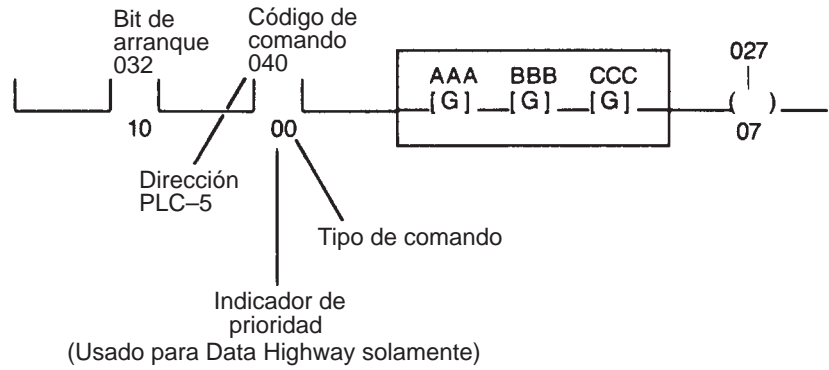 Bit de arranque
Código de comando
032
040
027
AAA BBB CCC
[ G ] [ G ] [ G ]
( )
10
00
07
Dirección
PLC–5
Tipo de comando
Indicador de
prioridad
(Usado para Data Highway solamente)